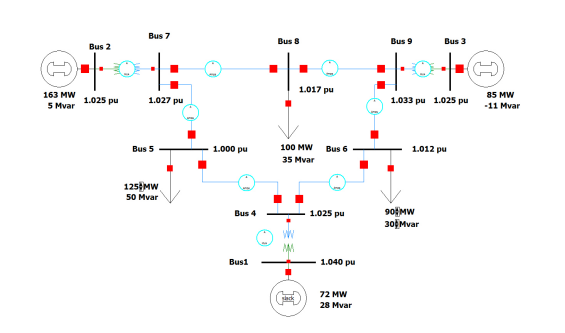 Bus 7
Bus 2
Bus 8
Bus 9
Bus 3
163 MW
5 Mvar
1.025 pu
1.027 pu
1.017 pu
1.033 pu
1.025 pu
85 MW
-11 Mvar
Bus 5
1.000 pu
100 MW
35 Mvar
Bus 6
1.012 pu
125 MW
50 Mvar
Bus 4
1.025 pu
90 MW
30 Mvar
Bus1
1.040 pu
slack
72 MW
28 Mvar